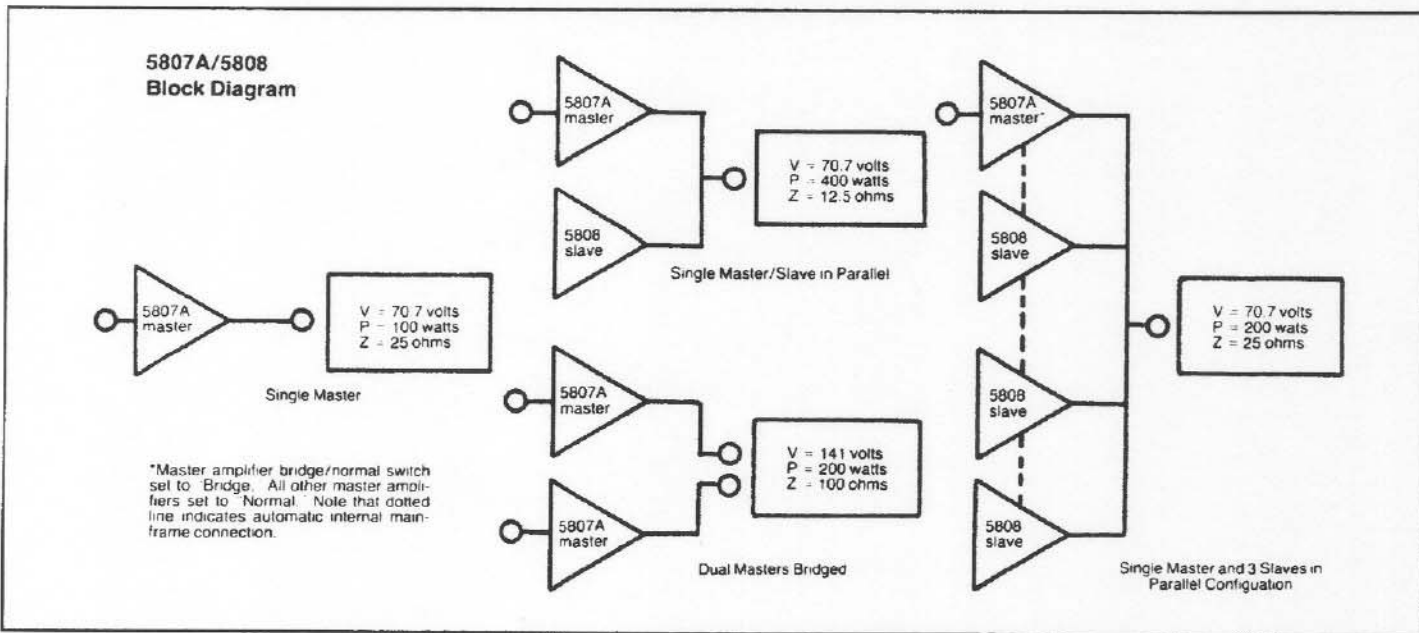 5807A/5808
Block Diagram
5807A
master
V = 70.7 volts
P = 100 watts
Z = 25 ohms
Single Master
*Master amplifier bridge/normal switch
set to Bridge. All other master ampli-
fiers set to Normal. Note that dotted
line indicates automatic internal main-
frame connection.
5807A
master
5808
slave
V = 70.7 volts
P = 400 watts
Z = 12.5 ohms
Single Master/Slave in Parallel
5807A
master
5807A
master
V = 141 volts
P = 200 watts
Z = 100 ohms
Dual Masters Bridged
5807A
master*
5808
slave
5808
slave
5808
slave
V = 70.7 volts
P = 200 wats
Z = 25 ohms
Single Master and 3 Slaves in
Parallel Configuation